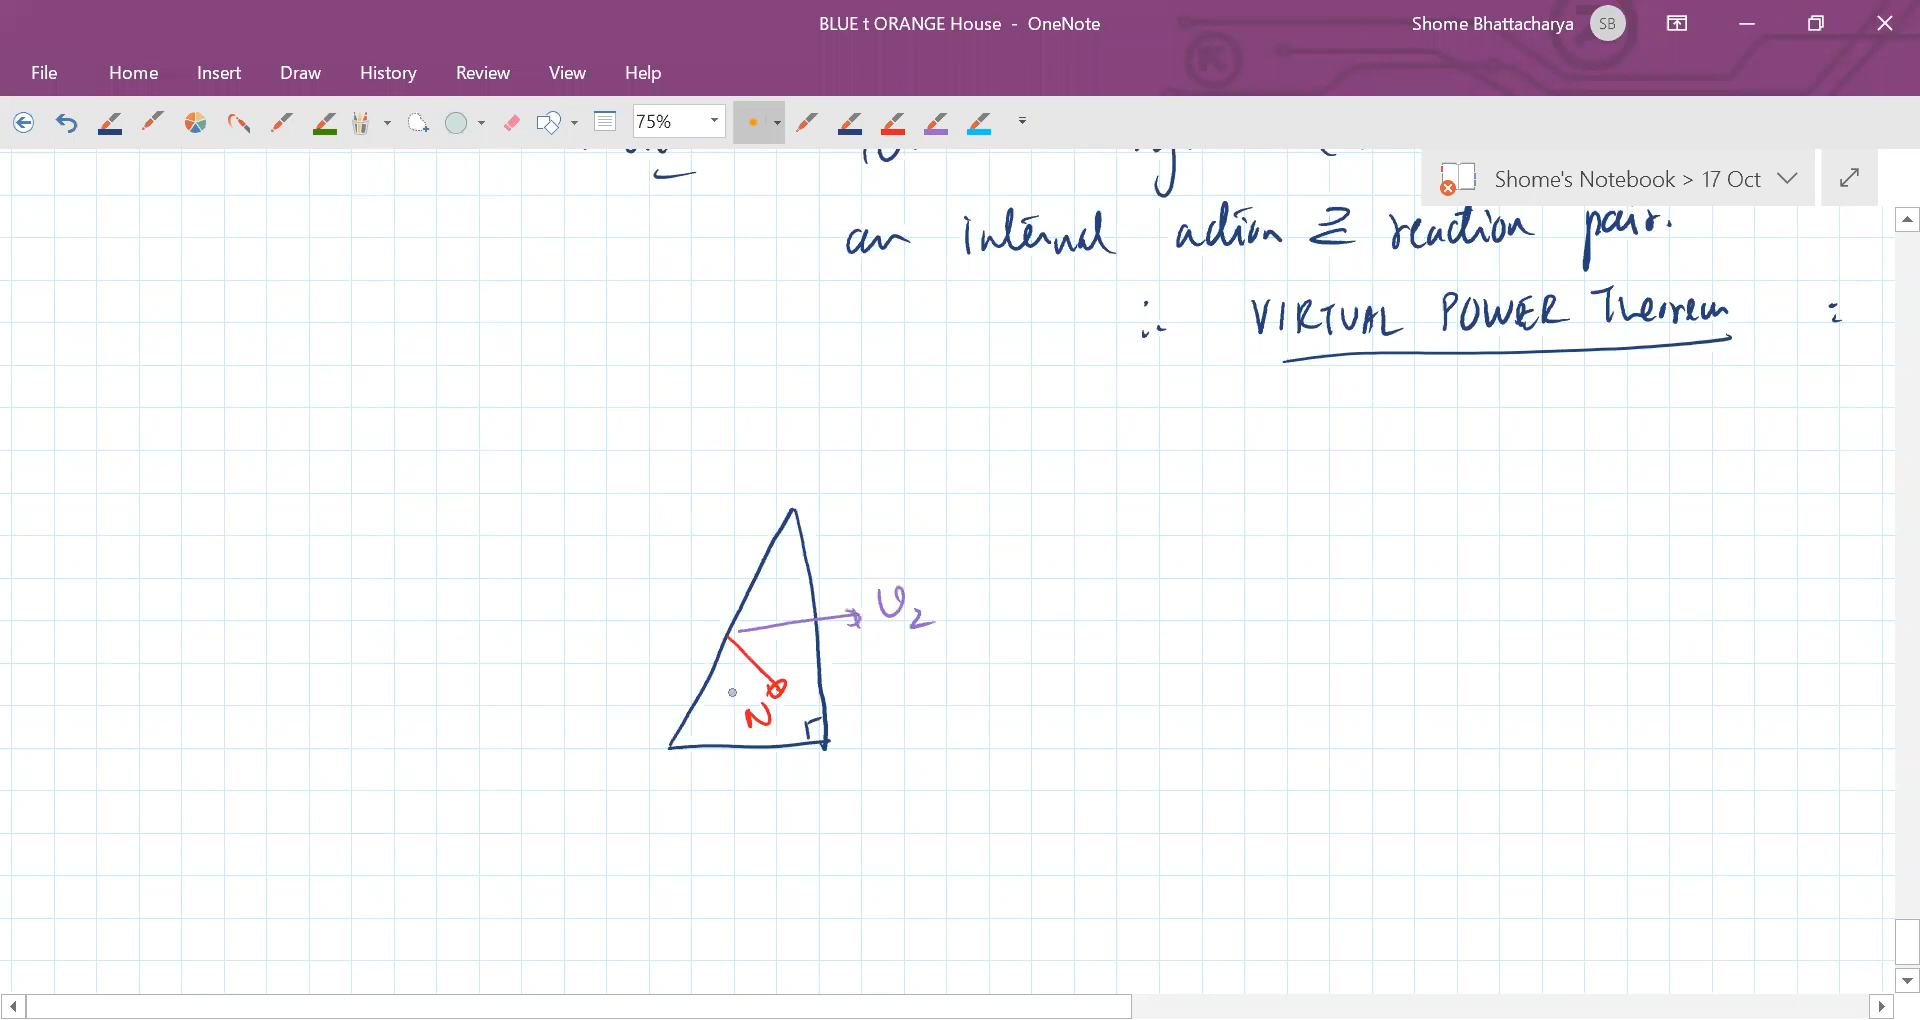 BLUE t ORANGE House - OneNote
Shome Bhattacharya
SB
File Home Insert Draw History Review View Help
75%
Shome's Notebook > 17 Oct
an internal action & reaction pair.
∴ VIRTUAL POWER Theorem :
v₂
N